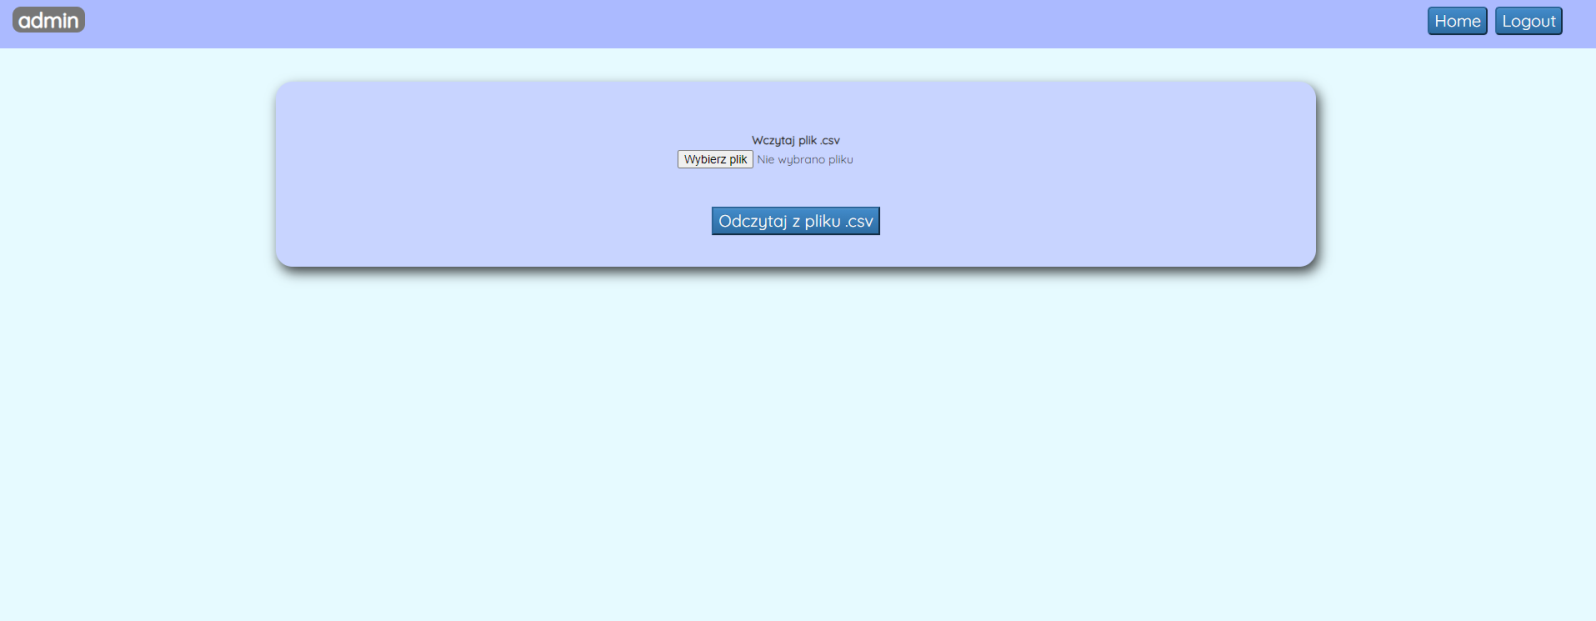 admin
Home Logout
Wczytaj plik .csv
Wybierz plik Nie wybrano pliku
Odczytaj z pliku .csv